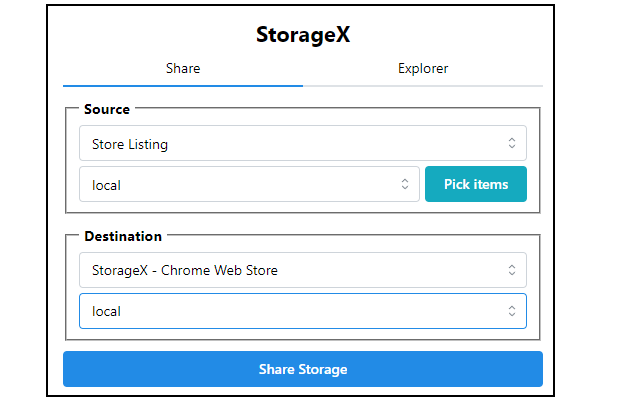 StorageX
Share Explorer
Source
Store Listing
local Pick items
Destination
StorageX - Chrome Web Store
local
Share Storage